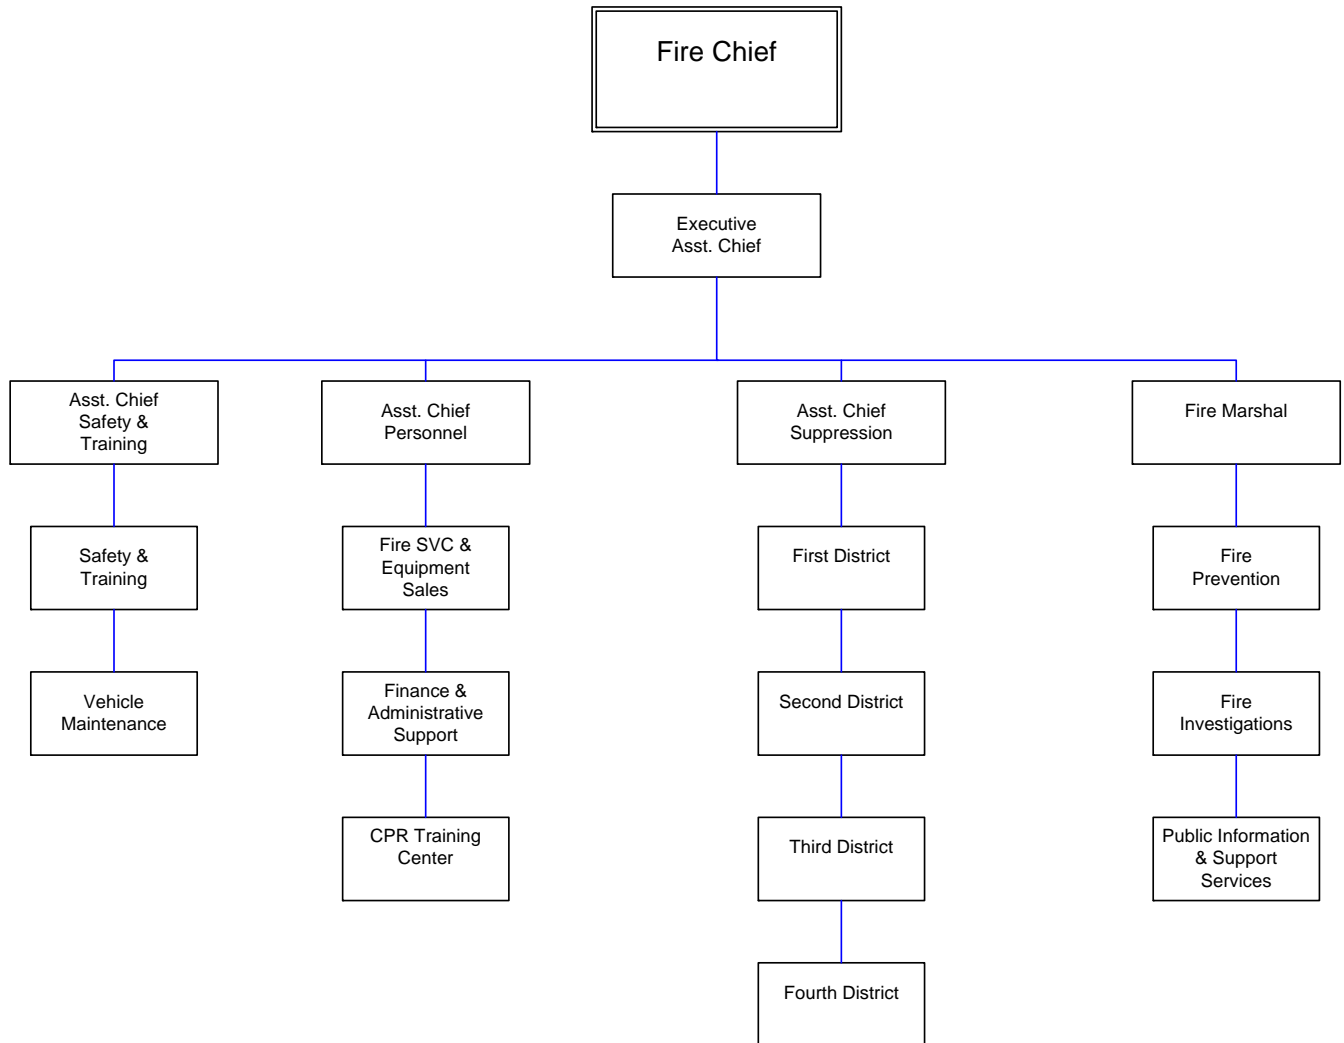 Fire Chief
Executive
Asst. Chief
Asst. Chief
Safety &
Training
Asst. Chief
Personnel
Asst. Chief
Suppression
Fire Marshal
Safety &
Training
Fire SVC &
Equipment
Sales
First District
Fire
Prevention
Vehicle
Maintenance
Finance &
Administrative
Support
Second District
Fire
Investigations
CPR Training
Center
Third District
Public Information
& Support
Services
Fourth District